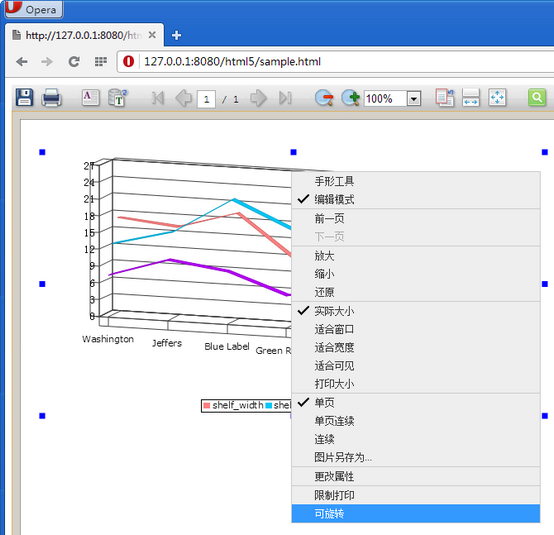 Opera
http://127.0.0.1:8080/html
127.0.0.1:8080/html5/sample.html
A
T
1 / 1
100%
27
24
21
18
15
12
9
6
3
0
Washington
Jeffers
Blue Label
Green R
shelf_width
shel
手形工具
编辑模式
前一页
下一页
放大
缩小
还原
实际大小
适合窗口
适合宽度
适合可见
打印大小
单页
单页连续
连续
图片另存为...
更改属性
限制打印
可旋转